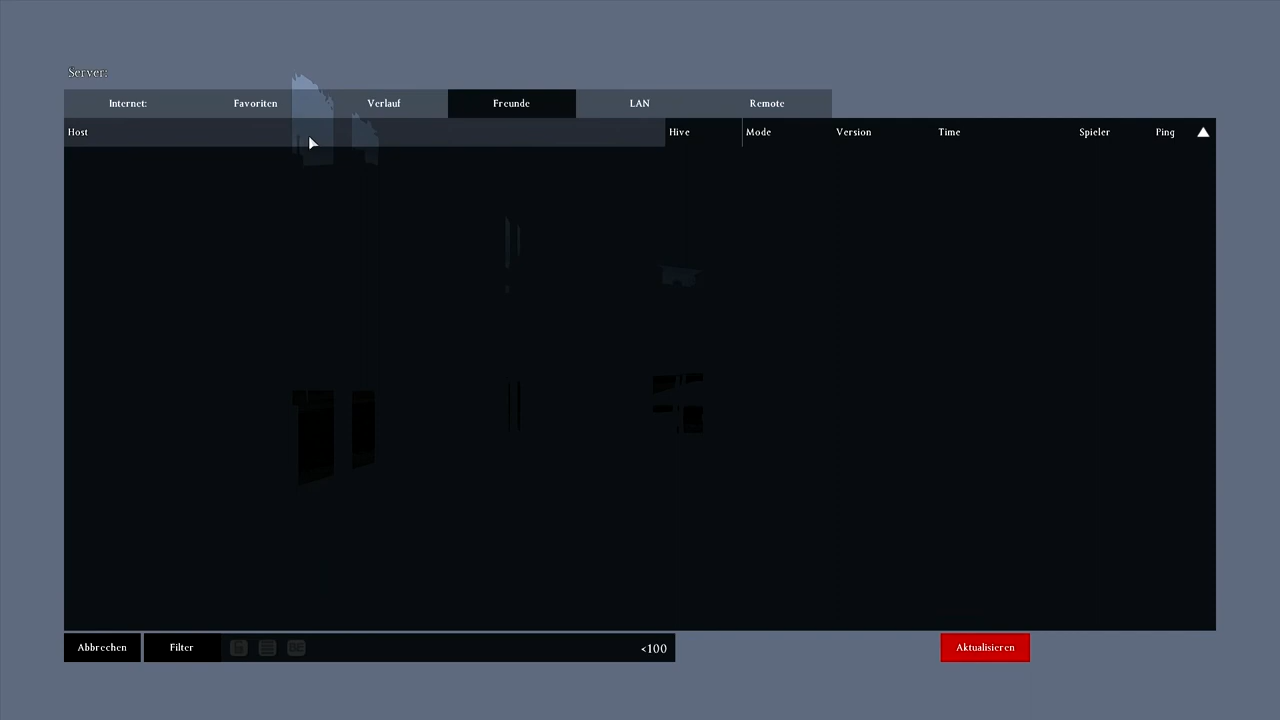 Server:
Internet: Favoriten Verlauf Freunde LAN Remote
Host Hive Mode Version Time Spieler Ping
Abbrechen Filter <100 Aktualisieren